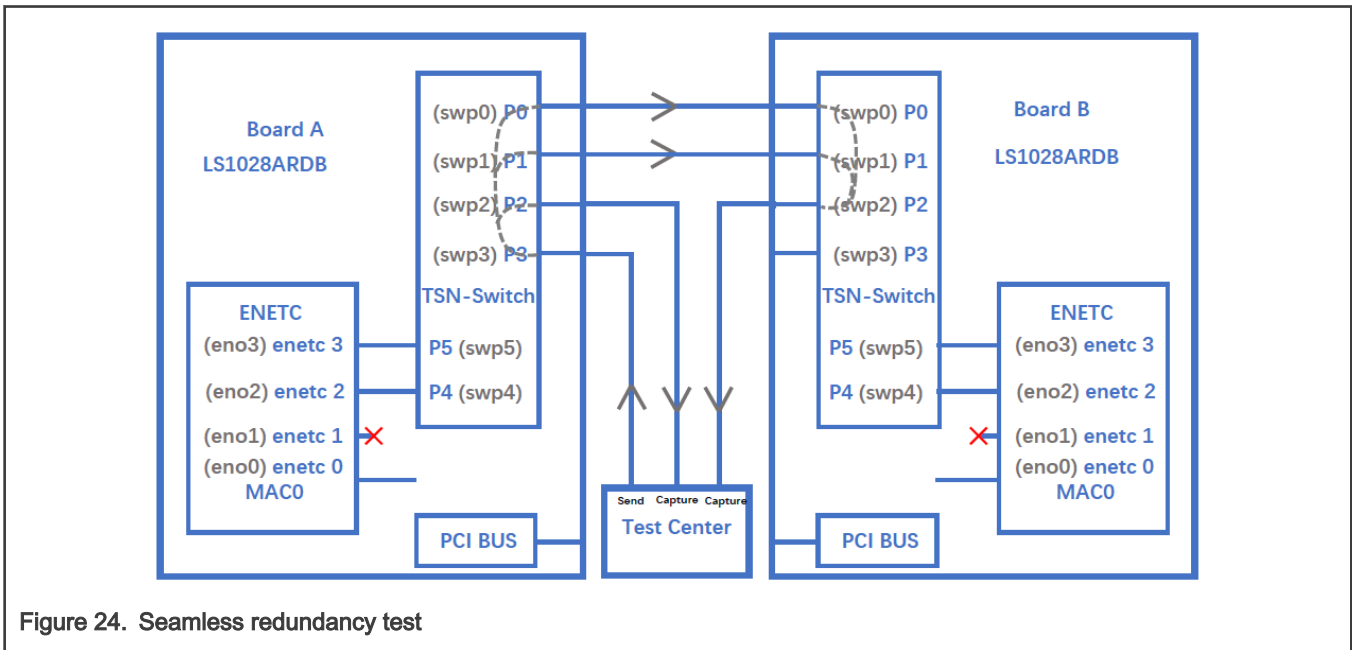 Board A
LS1028ARDB
(swp0) P0
(swp1) P1
(swp2) P2
(swp3) P3
TSN-Switch
P5 (swp5)
P4 (swp4)
ENETC
(eno3) enetc 3
(eno2) enetc 2
(eno1) enetc 1
(eno0) enetc 0
MAC0
PCI BUS
Send Capture Capture
Test Center
(swp0) P0
(swp1) P1
(swp2) P2
(swp3) P3
TSN-Switch
P5 (swp5)
P4 (swp4)
Board B
LS1028ARDB
ENETC
(eno3) enetc 3
(eno2) enetc 2
(eno1) enetc 1
(eno0) enetc 0
MAC0
PCI BUS
Figure 24. Seamless redundancy test